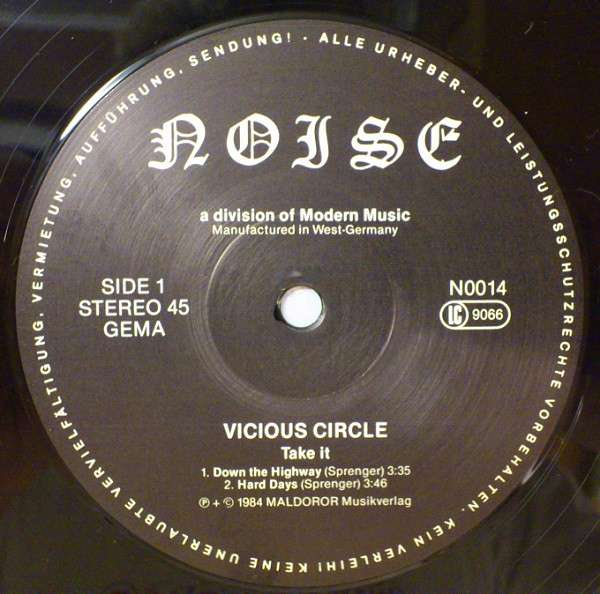 ALLE URHEBER- UND LEISTUNGSSCHUTZRECHTE VORBEHALTEN. KEIN VERLEIH! KEINE UNERLAUBTE VERVIELFÄLTIGUNG, VERMIETUNG, AUFFÜHRUNG, SENDUNG! ·
NOISE
a division of Modern Music
Manufactured in West-Germany
SIDE 1
STEREO 45
GEMA
N0014
LC 9066
VICIOUS CIRCLE
Take it
1. Down the Highway (Sprenger) 3:35
2. Hard Days (Sprenger) 3:46
℗ + © 1984 MALDOROR Musikverlag